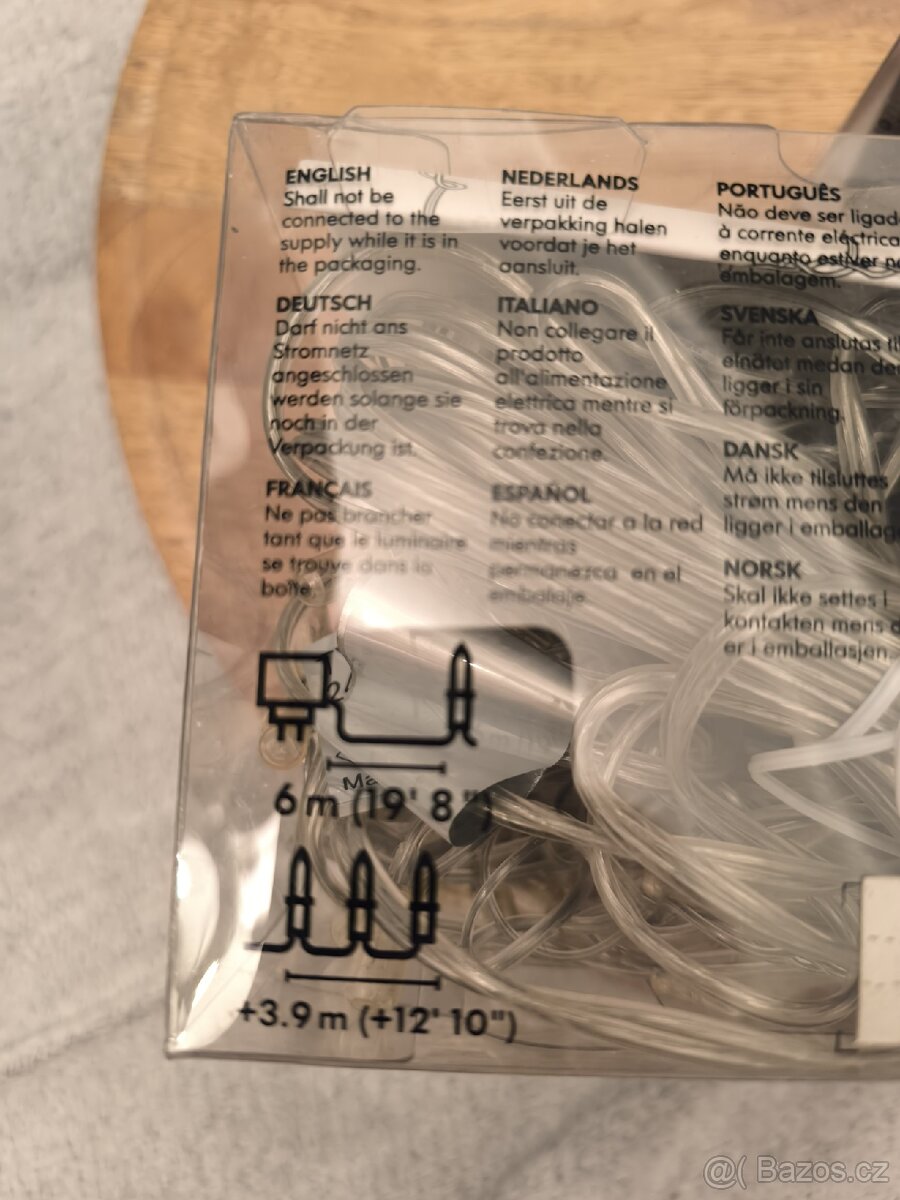 ENGLISH
Shall not be
connected to the
supply while it is in
the packaging.
DEUTSCH
Darf nicht ans
Stromnetz
angeschlossen
werden solange sie
noch in der
Verpackung ist.
FRANÇAIS
Ne pas brancher
tant que le luminaire
se trouve dans la
boîte.
NEDERLANDS
Eerst uit de
verpakking halen
voordat je het
aansluit.
ITALIANO
Non collegare il
prodotto
all'alimentazione
elettrica mentre si
trova nella
confezione.
ESPAÑOL
No conectar a la red
mientras
permanezca en el
embalaje.
PORTUGUÊS
Não deve ser ligad
à corrente eléctrica
enquanto estiver n
embalagem.
SVENSKA
Får inte anslutas ti
elnätet medan de
ligger i sin
förpackning.
DANSK
Må ikke tilsluttes
strøm mens den
ligger i emballag
NORSK
Skal ikke settes i
kontakten mens
er i emballasjen.
Ma
6 m (19' 8")
+3.9 m (+12' 10")
@( Bazos.cz